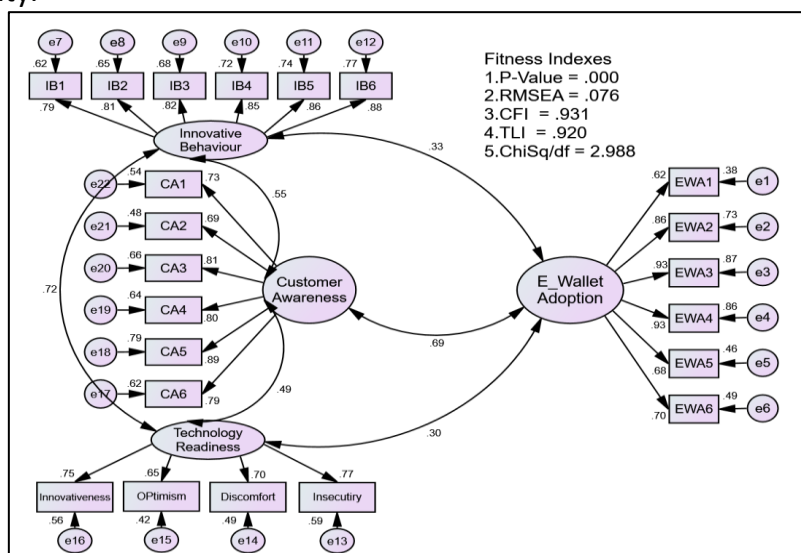 e7 e8 e9 e10 e11 e12
.62 .65 .68 .72 .74 .77
IB1 IB2 IB3 IB4 IB5 IB6
.79 .81 .82 .85 .86 .88
Innovative
Behaviour
Fitness Indexes
1.P-Value = .000
2.RMSEA = .076
3.CFI = .931
4.TLI = .920
5.ChiSq/df = 2.988
.33
.55
.72
.69
.49
.30
e22 .54 CA1 .73
e21 .48 CA2 .69
e20 .66 CA3 .81
e19 .64 CA4 .80
e18 .79 CA5 .89
e17 .62 CA6 .79
Customer
Awareness
E_Wallet
Adoption
.62 EWA1 .38 e1
.86 EWA2 .73 e2
.93 EWA3 .87 e3
.93 EWA4 .86 e4
.68 EWA5 .46 e5
.70 EWA6 .49 e6
Technology
Readiness
.75 .65 .70 .77
Innovativeness OPtimism Discomfort Insecutiry
.56 .42 .49 .59
e16 e15 e14 e13